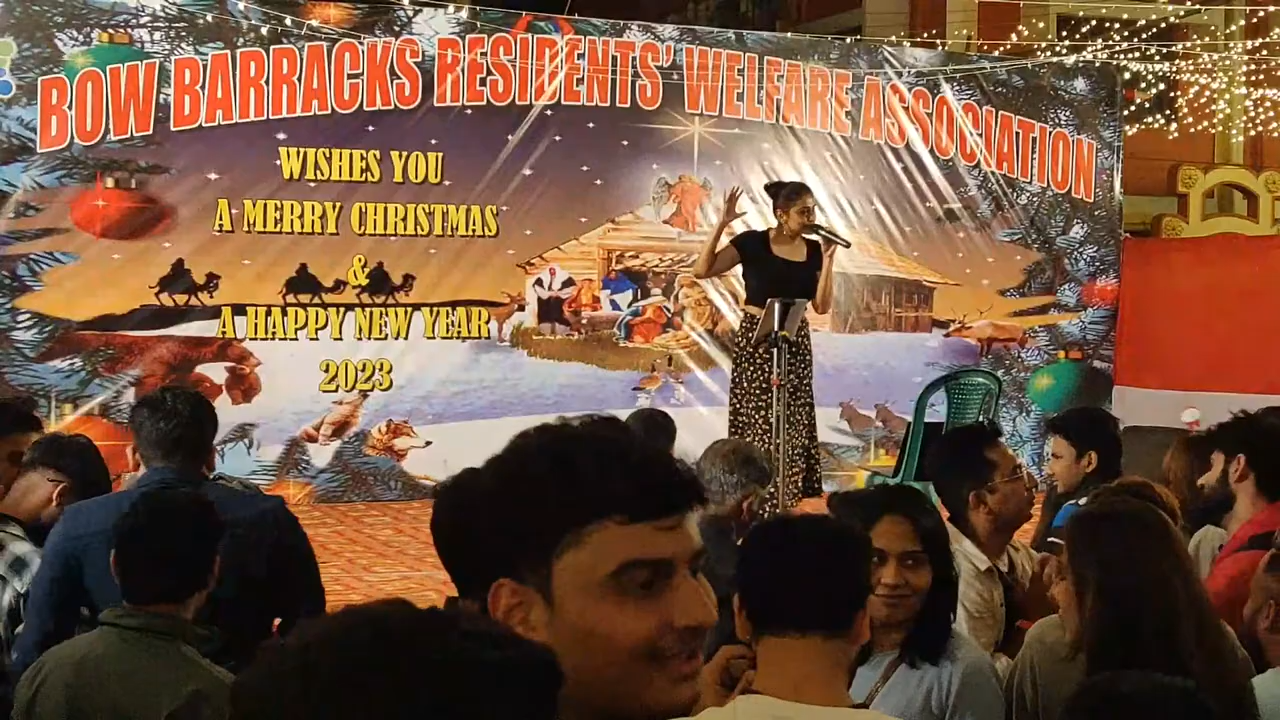 BOW BARRACKS RESIDENTS' WELFARE ASSOCIATION
WISHES YOU
A MERRY CHRISTMAS
&
A HAPPY NEW YEAR
2023